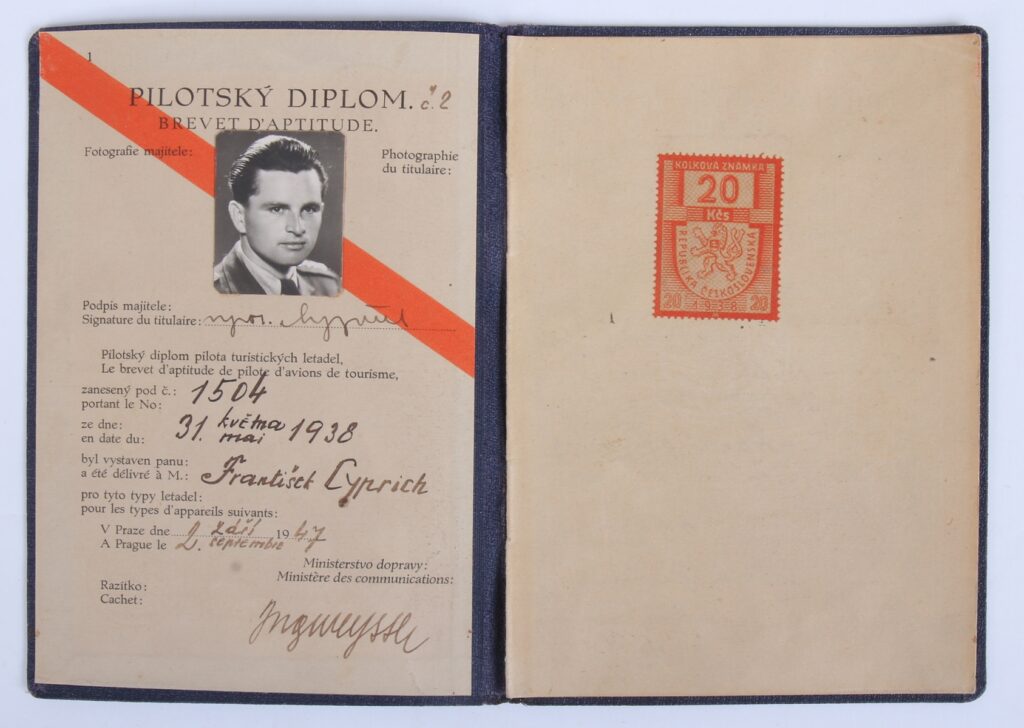 1
PILOTSKÝ DIPLOM. č. 2
BREVET D'APTITUDE.
Fotografie majitele:
Photographie
du titulaire:
Podpis majitele:
Signature du titulaire:
Pilotský diplom pilota turistických letadel,
Le brevet d'aptitude de pilote d'avions de tourisme,
zanesený pod č.: 1504
portant le No:
ze dne: 31. května 1938
en date du: mai
byl vystaven panu: František Cyprich
a été délivré à M.:
pro tyto typy letadel:
pour les types d'appareils suivants:
V Praze dne 2. září 1947
A Prague le 2. septembre
Ministerstvo dopravy:
Ministère des communications:
Razítko:
Cachet:
KOLKOVÁ ZNÁMKA
20
Kčs
REPUBLIKA ČESKOSLOVENSKÁ
20 1938 20